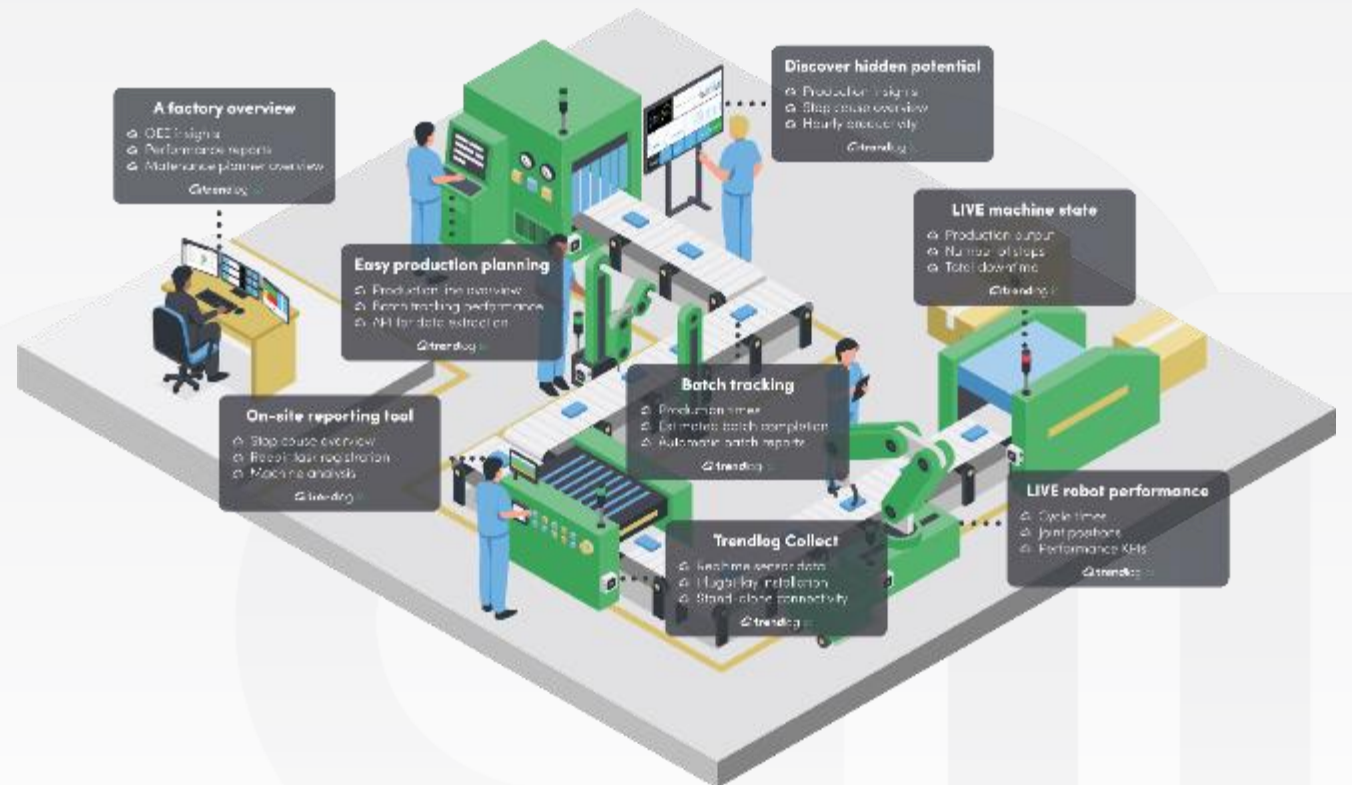 A factory overview
OEE insights
Performance reports
Matenance planner overview
trendlog
Discover hidden potential
Production insights
Stop cause overview
Hourly productivity
trendlog
LIVE machine state
Production output
Number of stops
Total downtime
trendlog
Easy production planning
Production line overview
Batch tracking performance
API for data extraction
trendlog
Batch tracking
Production times
Estimated batch completion
Automatic batch reports
trendlog
On-site reporting tool
Stop cause overview
task registration
Machine analysis
trendlog
LIVE robot performance
Cycle times
Joint positions
Performance KPIs
trendlog
Trendlog Collect
Realtime sensor data
Plug&Play installation
Stand-alone connectivity
trendlog